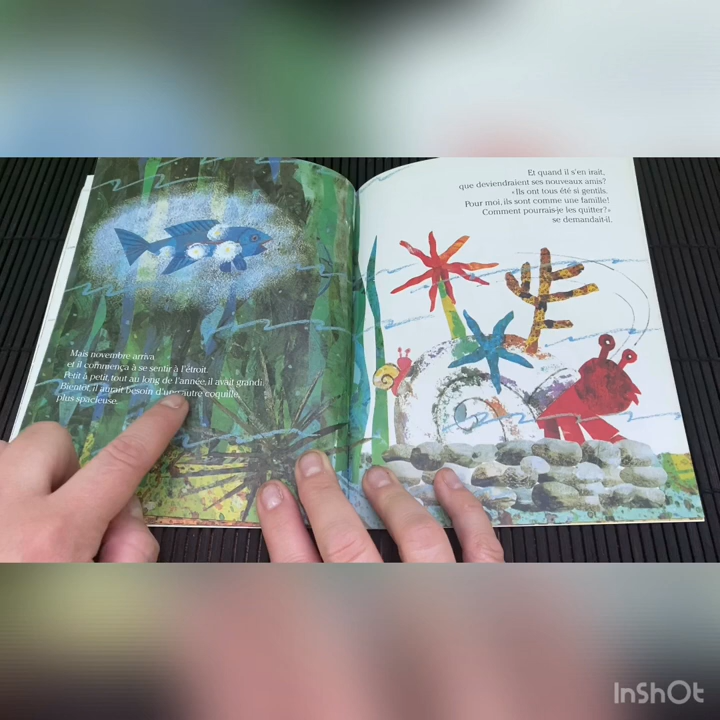 Mais novembre arriva
et il commença à se sentir à l'étroit.
Petit à petit tout au long de l'année, il avait grandi.
Bientôt, il aurait besoin d'une autre coquille,
plus spacieuse.
Et quand il s'en irait,
que deviendraient ses nouveaux amis?
«Ils ont tous été si gentils.
Pour moi, ils sont comme une famille!
Comment pourrais-je les quitter?»
se demandait-il.
InShOt